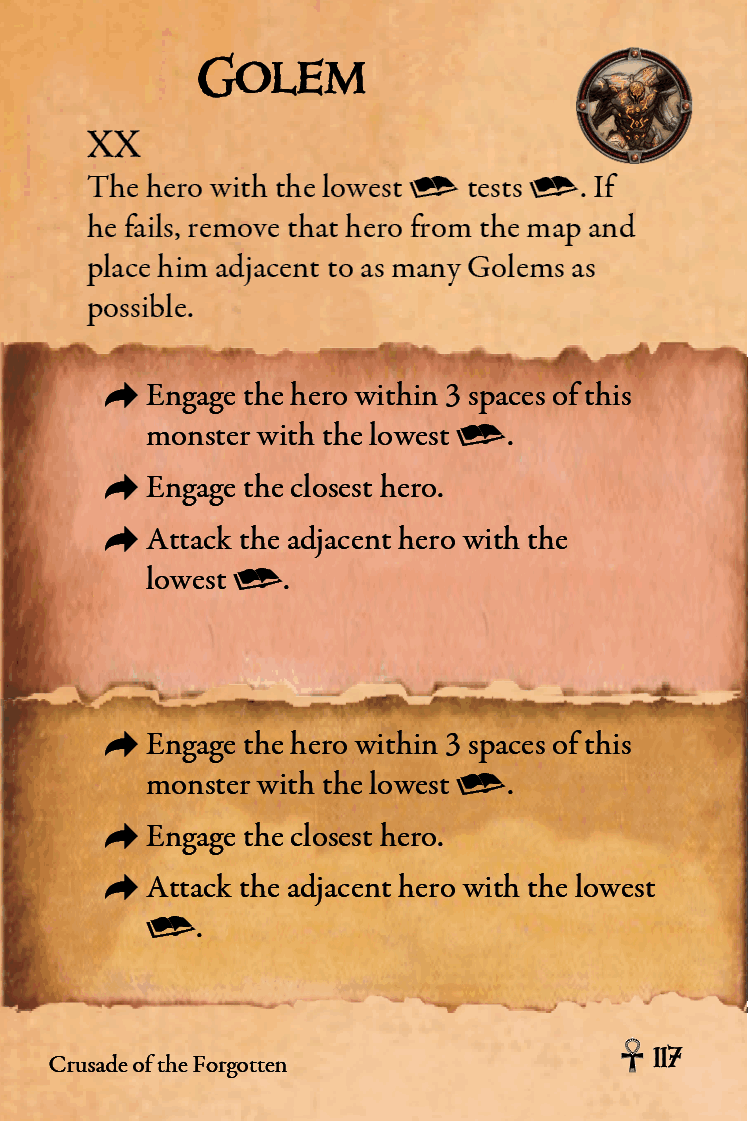 Golem
XX
The hero with the lowest tests . If
he fails, remove that hero from the map and
place him adjacent to as many Golems as
possible.
Engage the hero within 3 spaces of this
monster with the lowest .
Engage the closest hero.
Attack the adjacent hero with the
lowest .
Engage the hero within 3 spaces of this
monster with the lowest .
Engage the closest hero.
Attack the adjacent hero with the lowest
.
Crusade of the Forgotten
117